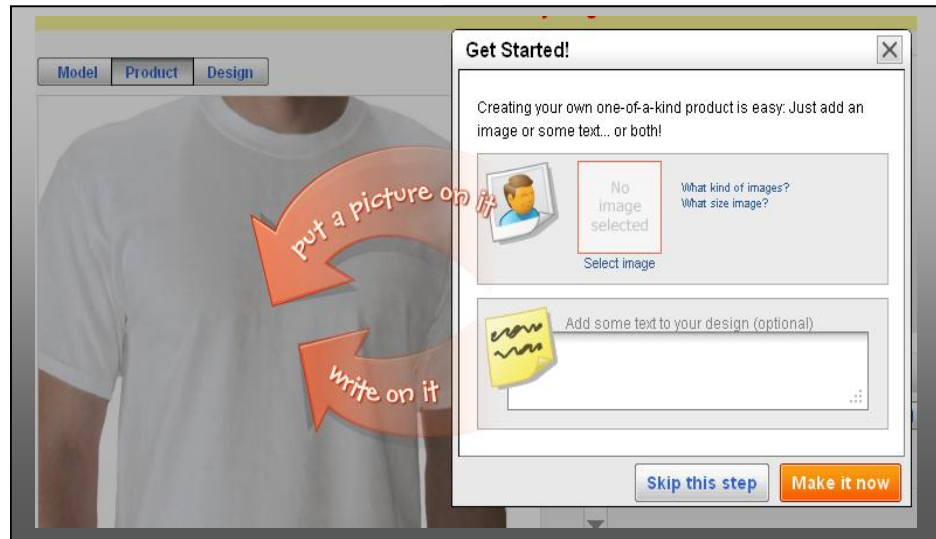 Model Product Design
Get Started!
Creating your own one-of-a-kind product is easy: Just add an
image or some text... or both!
put a picture on it
No
image
selected
Select image
What kind of images?
What size image?
Add some text to your design (optional)
write on it
Skip this step
Make it now